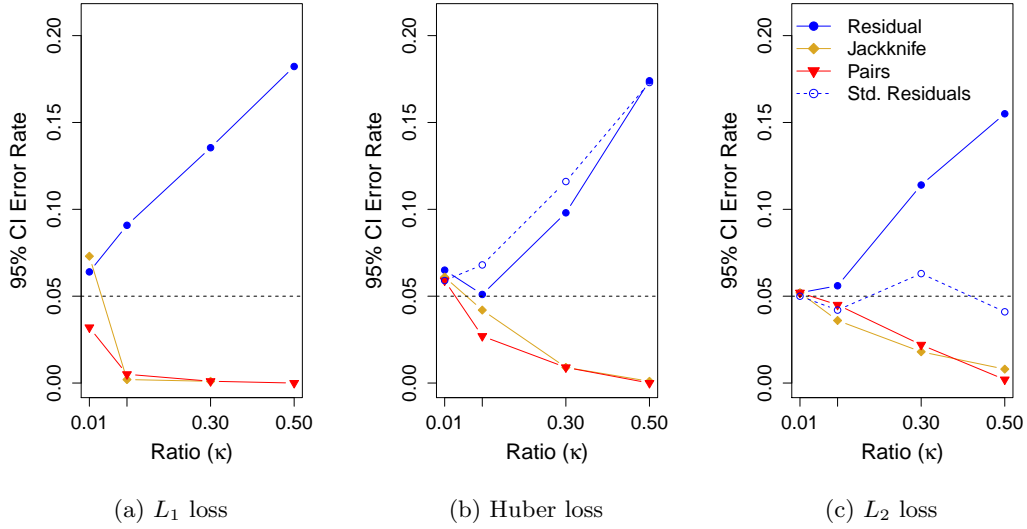 0.00 0.05 0.10 0.15 0.20
95% CI Error Rate
0.01 0.30 0.50
Ratio (κ)
(a) L₁ loss
0.00 0.05 0.10 0.15 0.20
95% CI Error Rate
0.01 0.30 0.50
Ratio (κ)
(b) Huber loss
0.00 0.05 0.10 0.15 0.20
95% CI Error Rate
Residual
Jackknife
Pairs
Std. Residuals
0.01 0.30 0.50
Ratio (κ)
(c) L₂ loss